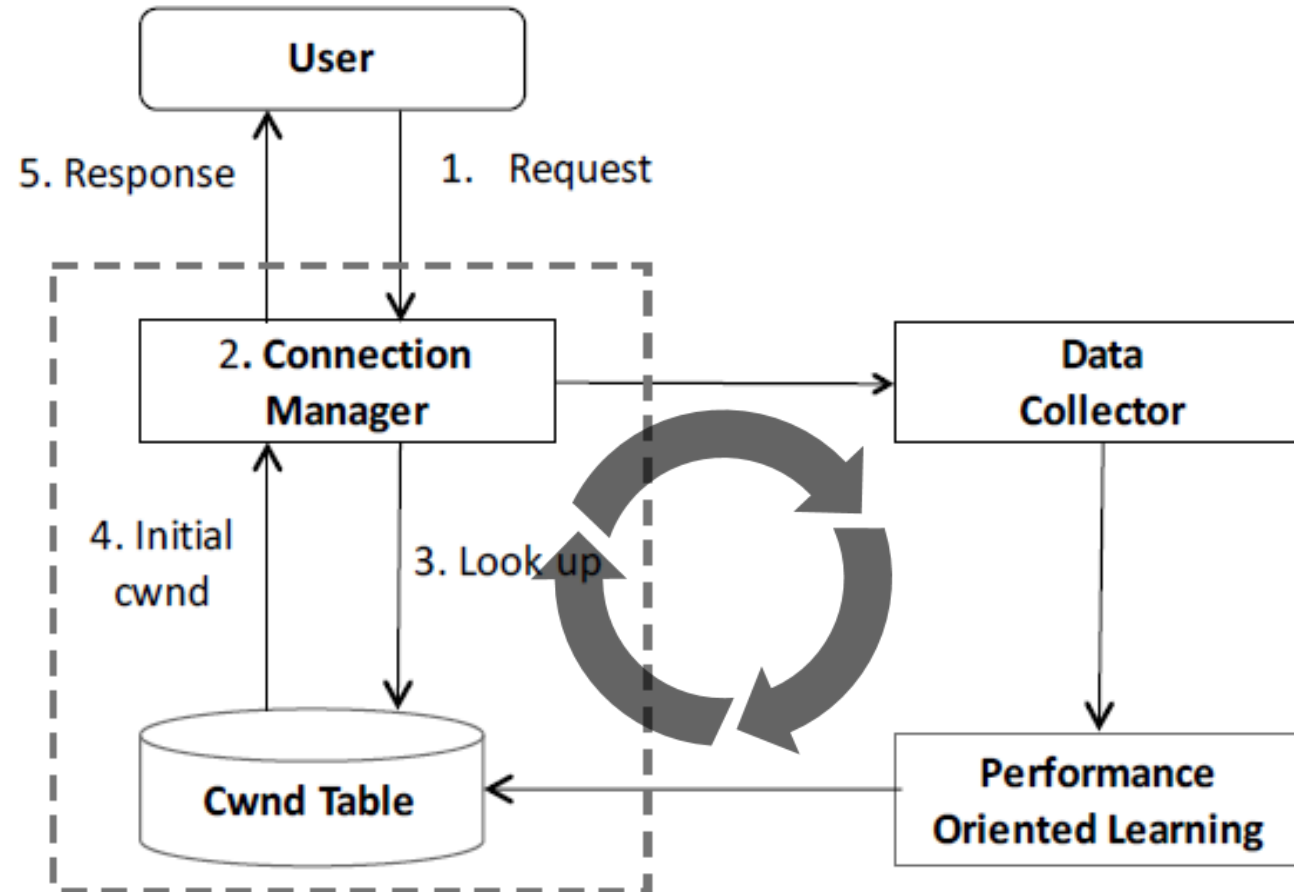 User
5. Response
1. Request
2. Connection
Manager
Data
Collector
4. Initial
cwnd
3. Look up
Cwnd Table
Performance
Oriented Learning